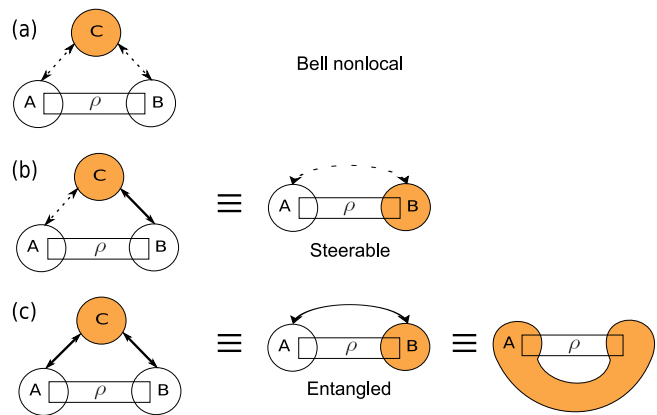 (a)
C
A ρ B
Bell nonlocal
(b)
C
A ρ B
≡
A ρ B
Steerable
(c)
C
A ρ B
≡
A ρ B
Entangled
≡
A ρ